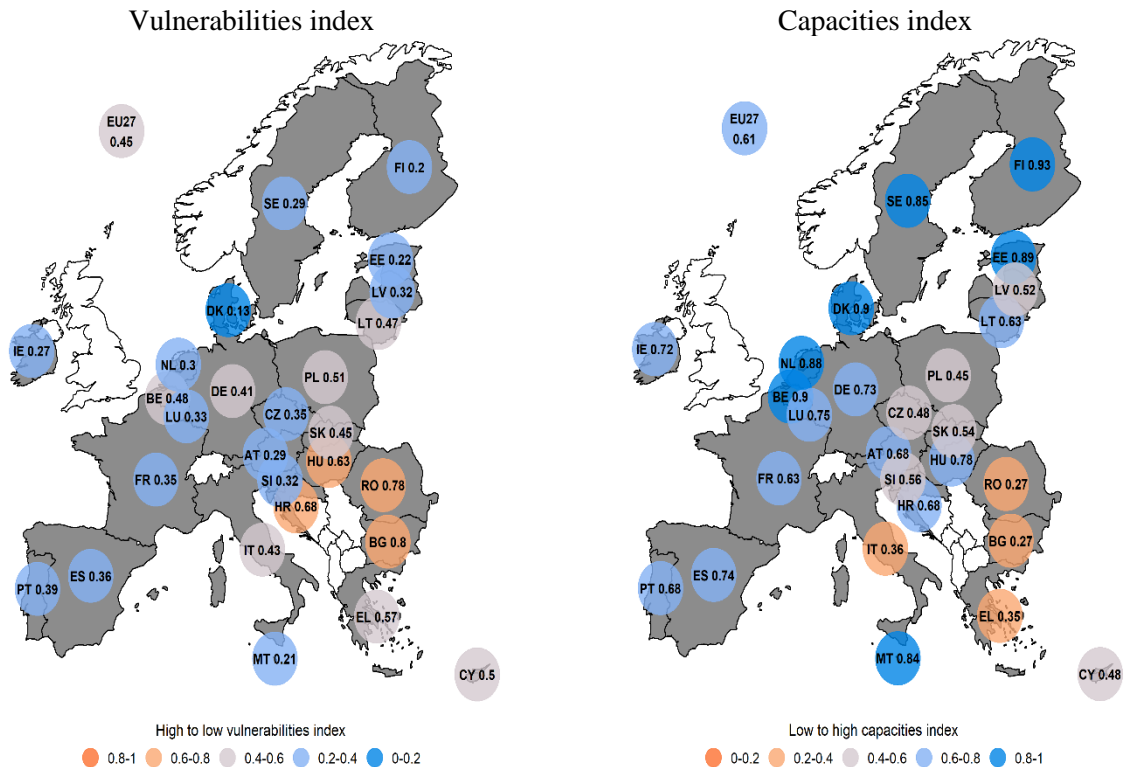 Vulnerabilities index
EU27
0.45
FI 0.2
SE 0.29
EE 0.22
LV 0.32
DK 0.13
LT 0.47
IE 0.27
NL 0.3
PL 0.51
DE 0.41
BE 0.48
LU 0.33
CZ 0.35
SK 0.45
AT 0.29
HU 0.63
FR 0.35
SI 0.32
RO 0.78
HR 0.68
BG 0.8
IT 0.43
ES 0.36
PT 0.39
EL 0.57
MT 0.21
CY 0.5
High to low vulnerabilities index
0.8-1 0.6-0.8 0.4-0.6 0.2-0.4 0-0.2
Capacities index
EU27
0.61
FI 0.93
SE 0.85
EE 0.89
LV 0.52
DK 0.9
LT 0.63
IE 0.72
NL 0.88
PL 0.45
DE 0.73
BE 0.9
LU 0.75
CZ 0.48
SK 0.54
AT 0.68
HU 0.78
FR 0.63
SI 0.56
RO 0.27
HR 0.68
BG 0.27
IT 0.36
ES 0.74
PT 0.68
EL 0.35
MT 0.84
CY 0.48
Low to high capacities index
0-0.2 0.2-0.4 0.4-0.6 0.6-0.8 0.8-1